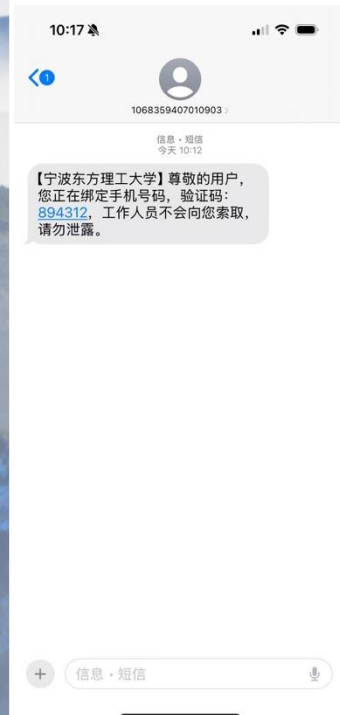 10:17
1
1068359407010903
信息・短信
今天 10:12
【宁波东方理工大学】尊敬的用户，
您正在绑定手机号码，验证码：
894312，工作人员不会向您索取，
请勿泄露。
信息・短信